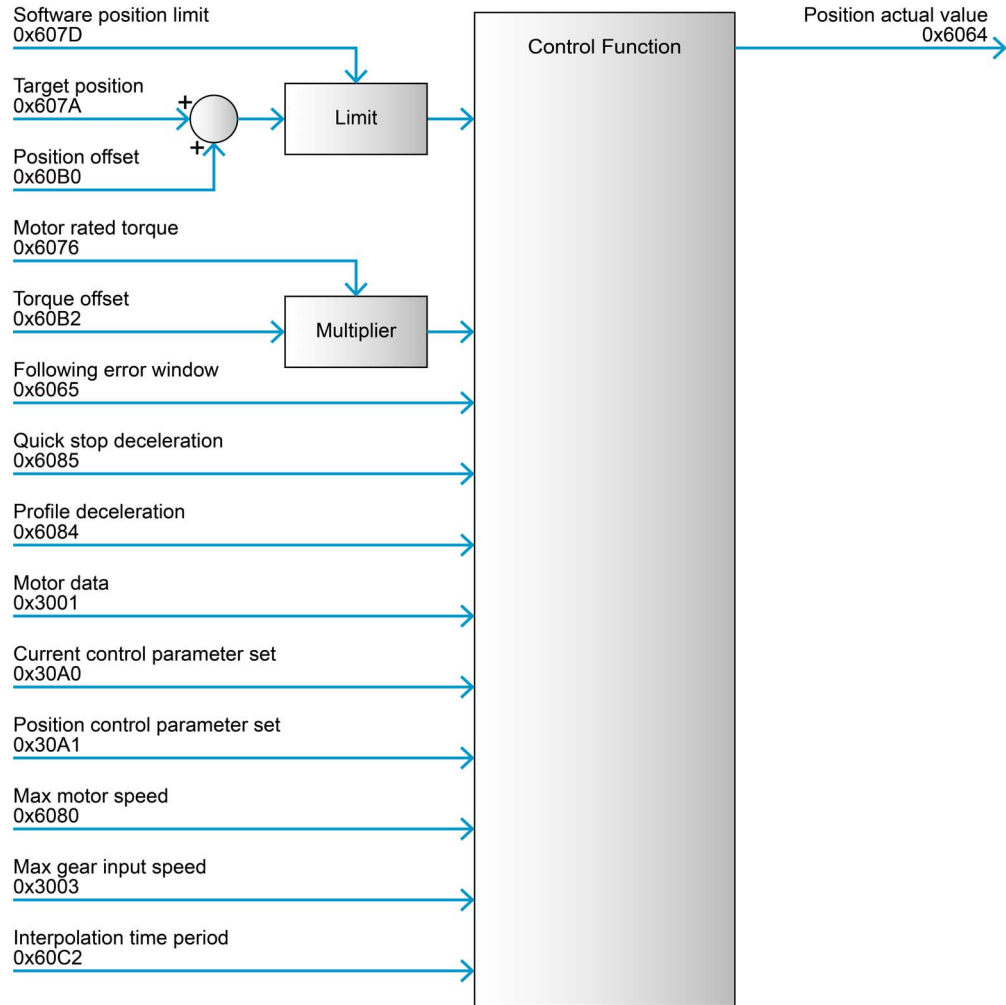 Software position limit
0x607D
Target position
0x607A
+
+
Position offset
0x60B0
Limit
Motor rated torque
0x6076
Torque offset
0x60B2
Multiplier
Following error window
0x6065
Quick stop deceleration
0x6085
Profile deceleration
0x6084
Motor data
0x3001
Current control parameter set
0x30A0
Position control parameter set
0x30A1
Max motor speed
0x6080
Max gear input speed
0x3003
Interpolation time period
0x60C2
Control Function
Position actual value
0x6064